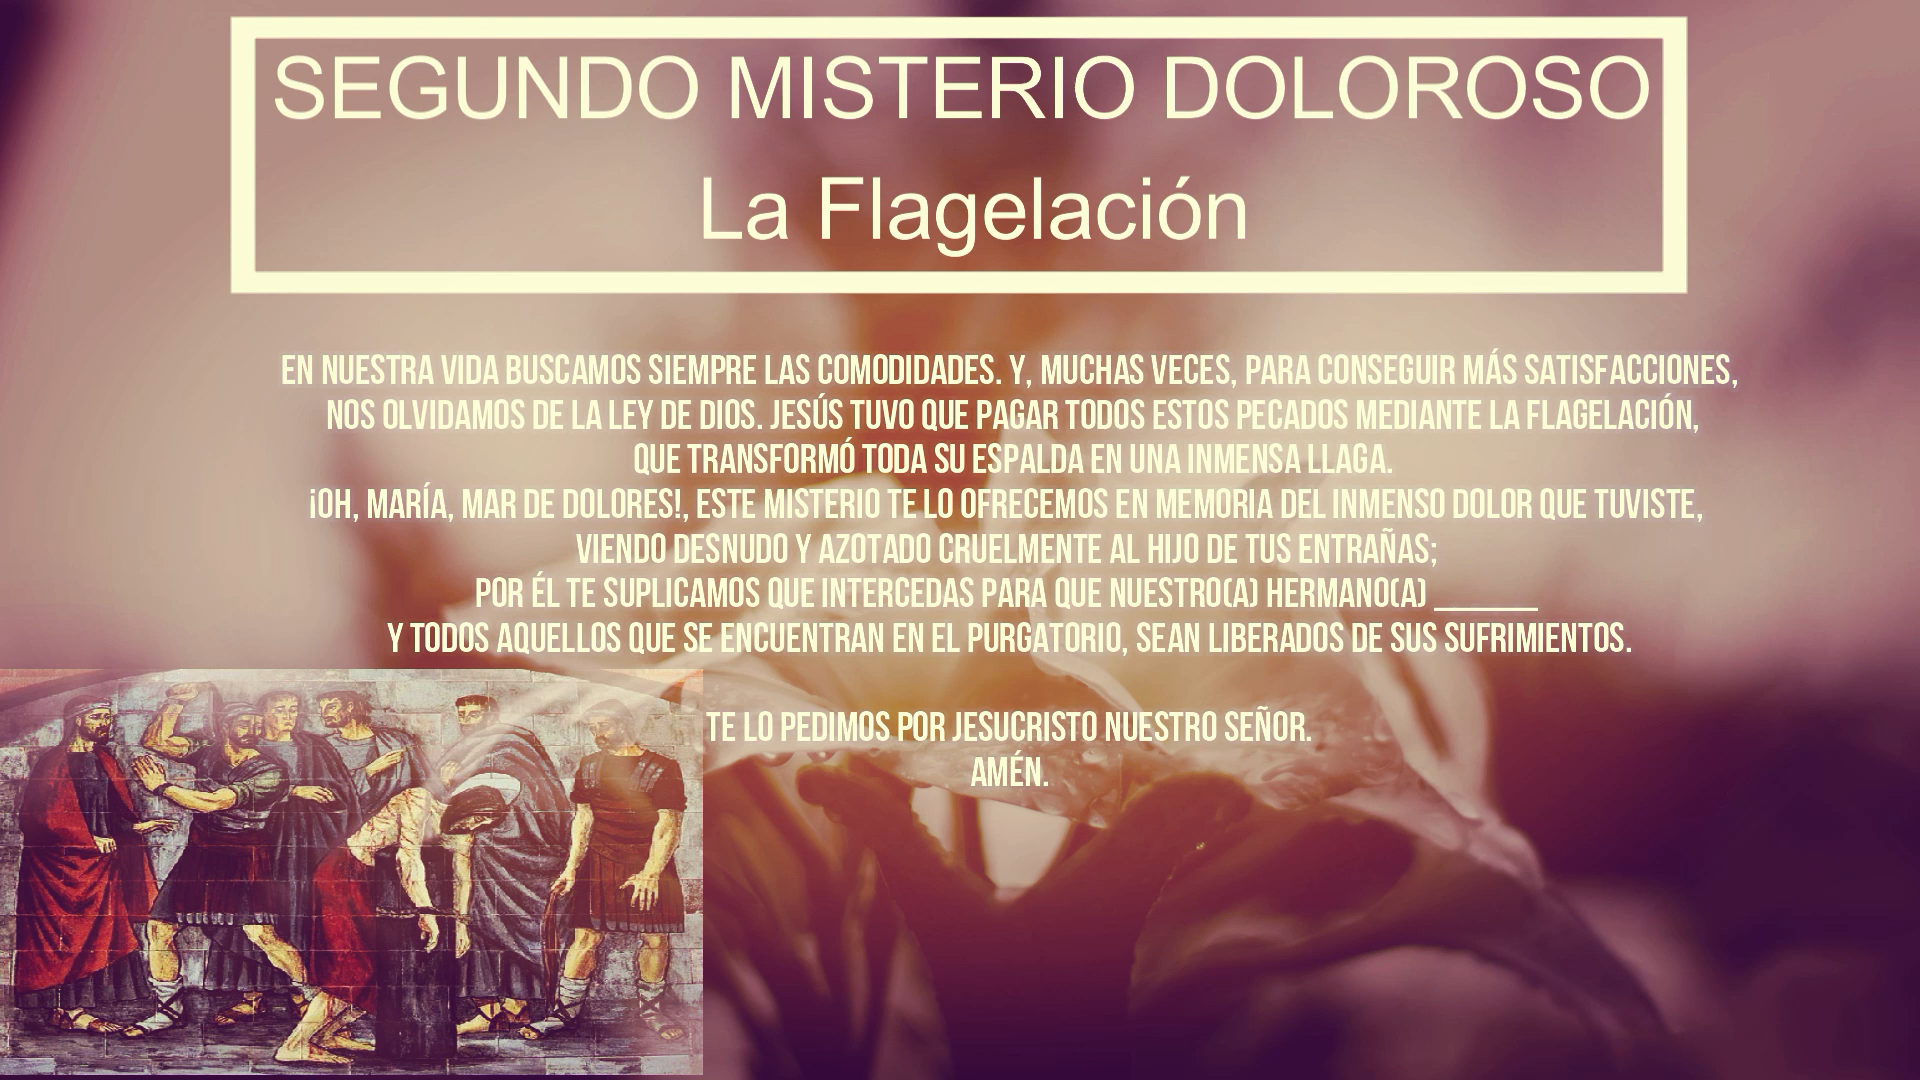 SEGUNDO MISTERIO DOLOROSO
La Flagelación
EN NUESTRA VIDA BUSCAMOS SIEMPRE LAS COMODIDADES. Y, MUCHAS VECES, PARA CONSEGUIR MÁS SATISFACCIONES,
NOS OLVIDAMOS DE LA LEY DE DIOS. JESÚS TUVO QUE PAGAR TODOS ESTOS PECADOS MEDIANTE LA FLAGELACIÓN,
QUE TRANSFORMÓ TODA SU ESPALDA EN UNA INMENSA LLAGA.
¡OH, MARÍA, MAR DE DOLORES!, ESTE MISTERIO TE LO OFRECEMOS EN MEMORIA DEL INMENSO DOLOR QUE TUVISTE,
VIENDO DESNUDO Y AZOTADO CRUELMENTE AL HIJO DE TUS ENTRAÑAS;
POR ÉL TE SUPLICAMOS QUE INTERCEDAS PARA QUE NUESTRO(A) HERMANO(A) ______
Y TODOS AQUELLOS QUE SE ENCUENTRAN EN EL PURGATORIO, SEAN LIBERADOS DE SUS SUFRIMIENTOS.
TE LO PEDIMOS POR JESUCRISTO NUESTRO SEÑOR.
AMÉN.